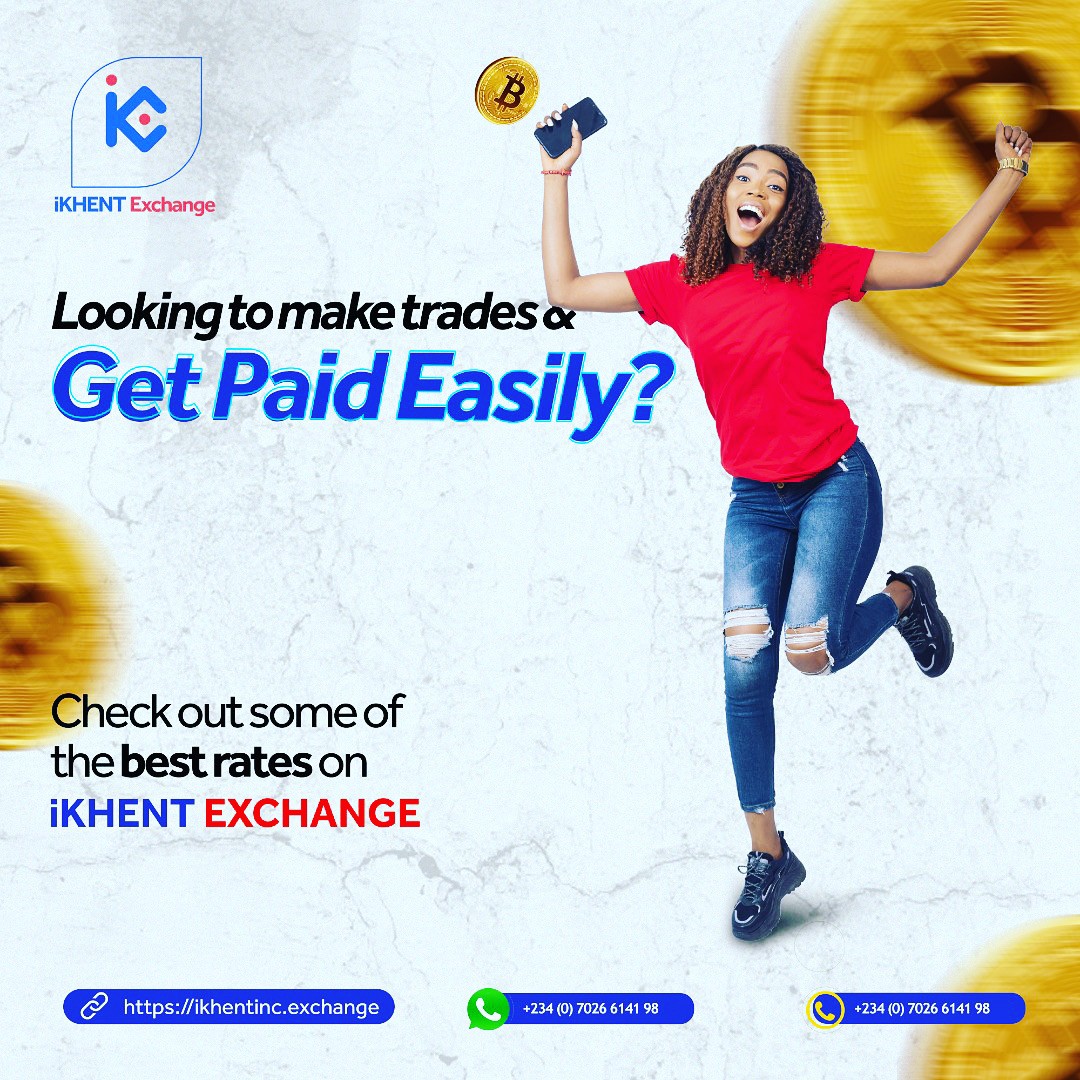 iKHENT Exchange
Looking to make trades &
Get Paid Easily?
Check out some of
the best rates on
iKHENT EXCHANGE
https://ikhentinc.exchange
+234 (0) 7026 6141 98
+234 (0) 7026 6141 98